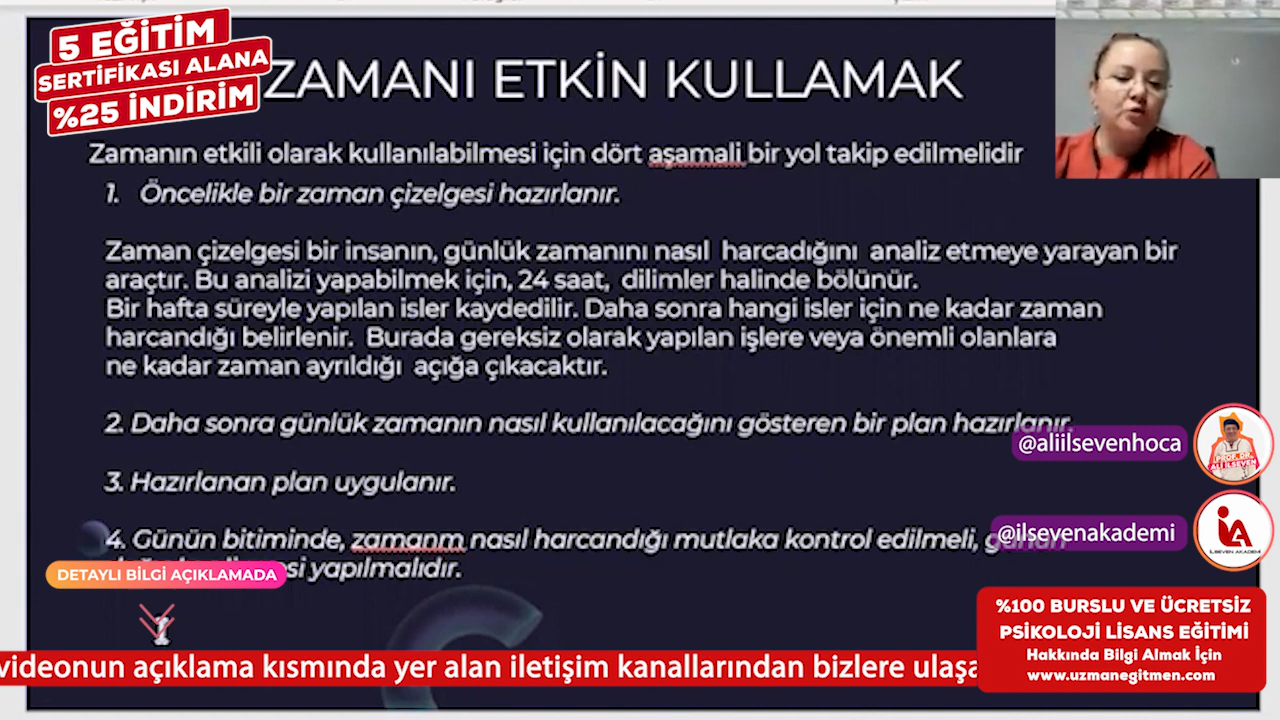 5 EĞİTİM
SERTİFİKASI ALANA
%25 İNDİRİM
ZAMANI ETKİN KULLAMAK
Zamanın etkili olarak kullanılabilmesi için dört aşamali bir yol takip edilmelidir
1. Öncelikle bir zaman çizelgesi hazırlanır.
Zaman çizelgesi bir insanın, günlük zamanını nasıl harcadığını analiz etmeye yarayan bir
araçtır. Bu analizi yapabilmek için, 24 saat, dilimler halinde bölünür.
Bir hafta süreyle yapılan isler kaydedilir. Daha sonra hangi isler için ne kadar zaman
harcandığı belirlenir. Burada gereksiz olarak yapılan işlere veya önemli olanlara
ne kadar zaman ayrıldığı açığa çıkacaktır.
2. Daha sonra günlük zamanın nasıl kullanılacağını gösteren bir plan hazırlanır.
@aliilsevenhoca
PROF. DR.
ALİ İLSEVEN
3. Hazırlanan plan uygulanır.
4. Günün bitiminde, zamanm nasıl harcandığı mutlaka kontrol edilmeli,
@ilsevenakademi
İLSEVEN AKADEMİ
yapılmalıdır.
DETAYLI BİLGİ AÇIKLAMADA
%100 BURSLU VE ÜCRETSİZ
PSİKOLOJİ LİSANS EĞİTİMİ
Hakkında Bilgi Almak İçin
www.uzmanegitmen.com
videonun açıklama kısmında yer alan iletişim kanallarından bizlere ulaşa